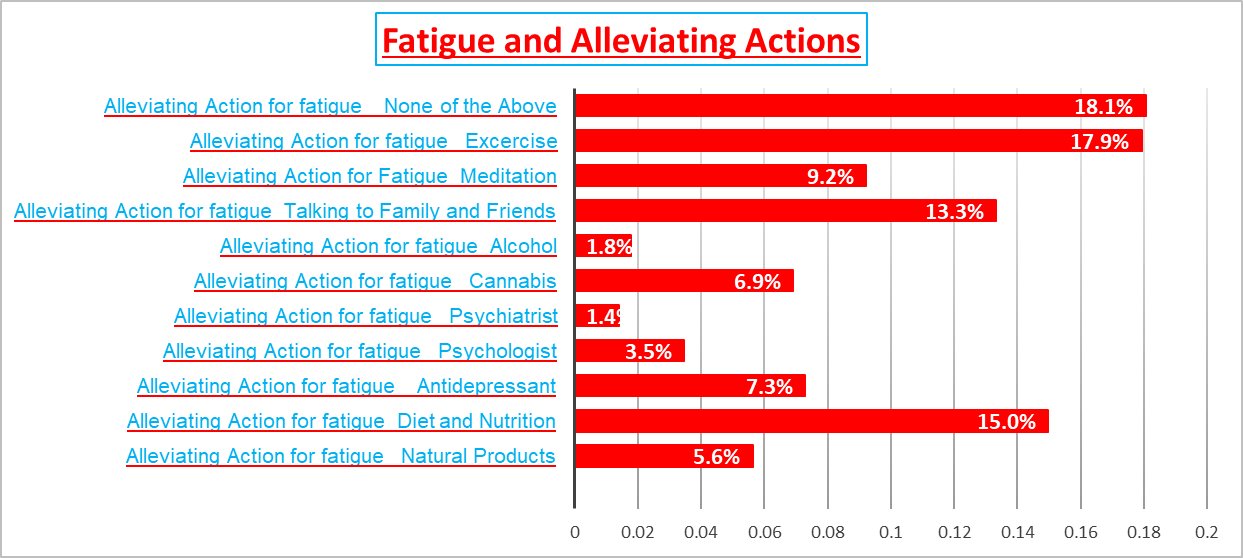 Fatigue and Alleviating Actions
Alleviating Action for fatigue None of the Above 18.1%
Alleviating Action for fatigue Excercise 17.9%
Alleviating Action for Fatigue Meditation 9.2%
Alleviating Action for fatigue Talking to Family and Friends 13.3%
Alleviating Action for fatigue Alcohol 1.8%
Alleviating Action for fatigue Cannabis 6.9%
Alleviating Action for fatigue Psychiatrist 1.4%
Alleviating Action for fatigue Psychologist 3.5%
Alleviating Action for fatigue Antidepressant 7.3%
Alleviating Action for fatigue Diet and Nutrition 15.0%
Alleviating Action for fatigue Natural Products 5.6%
0 0.02 0.04 0.06 0.08 0.1 0.12 0.14 0.16 0.18 0.2